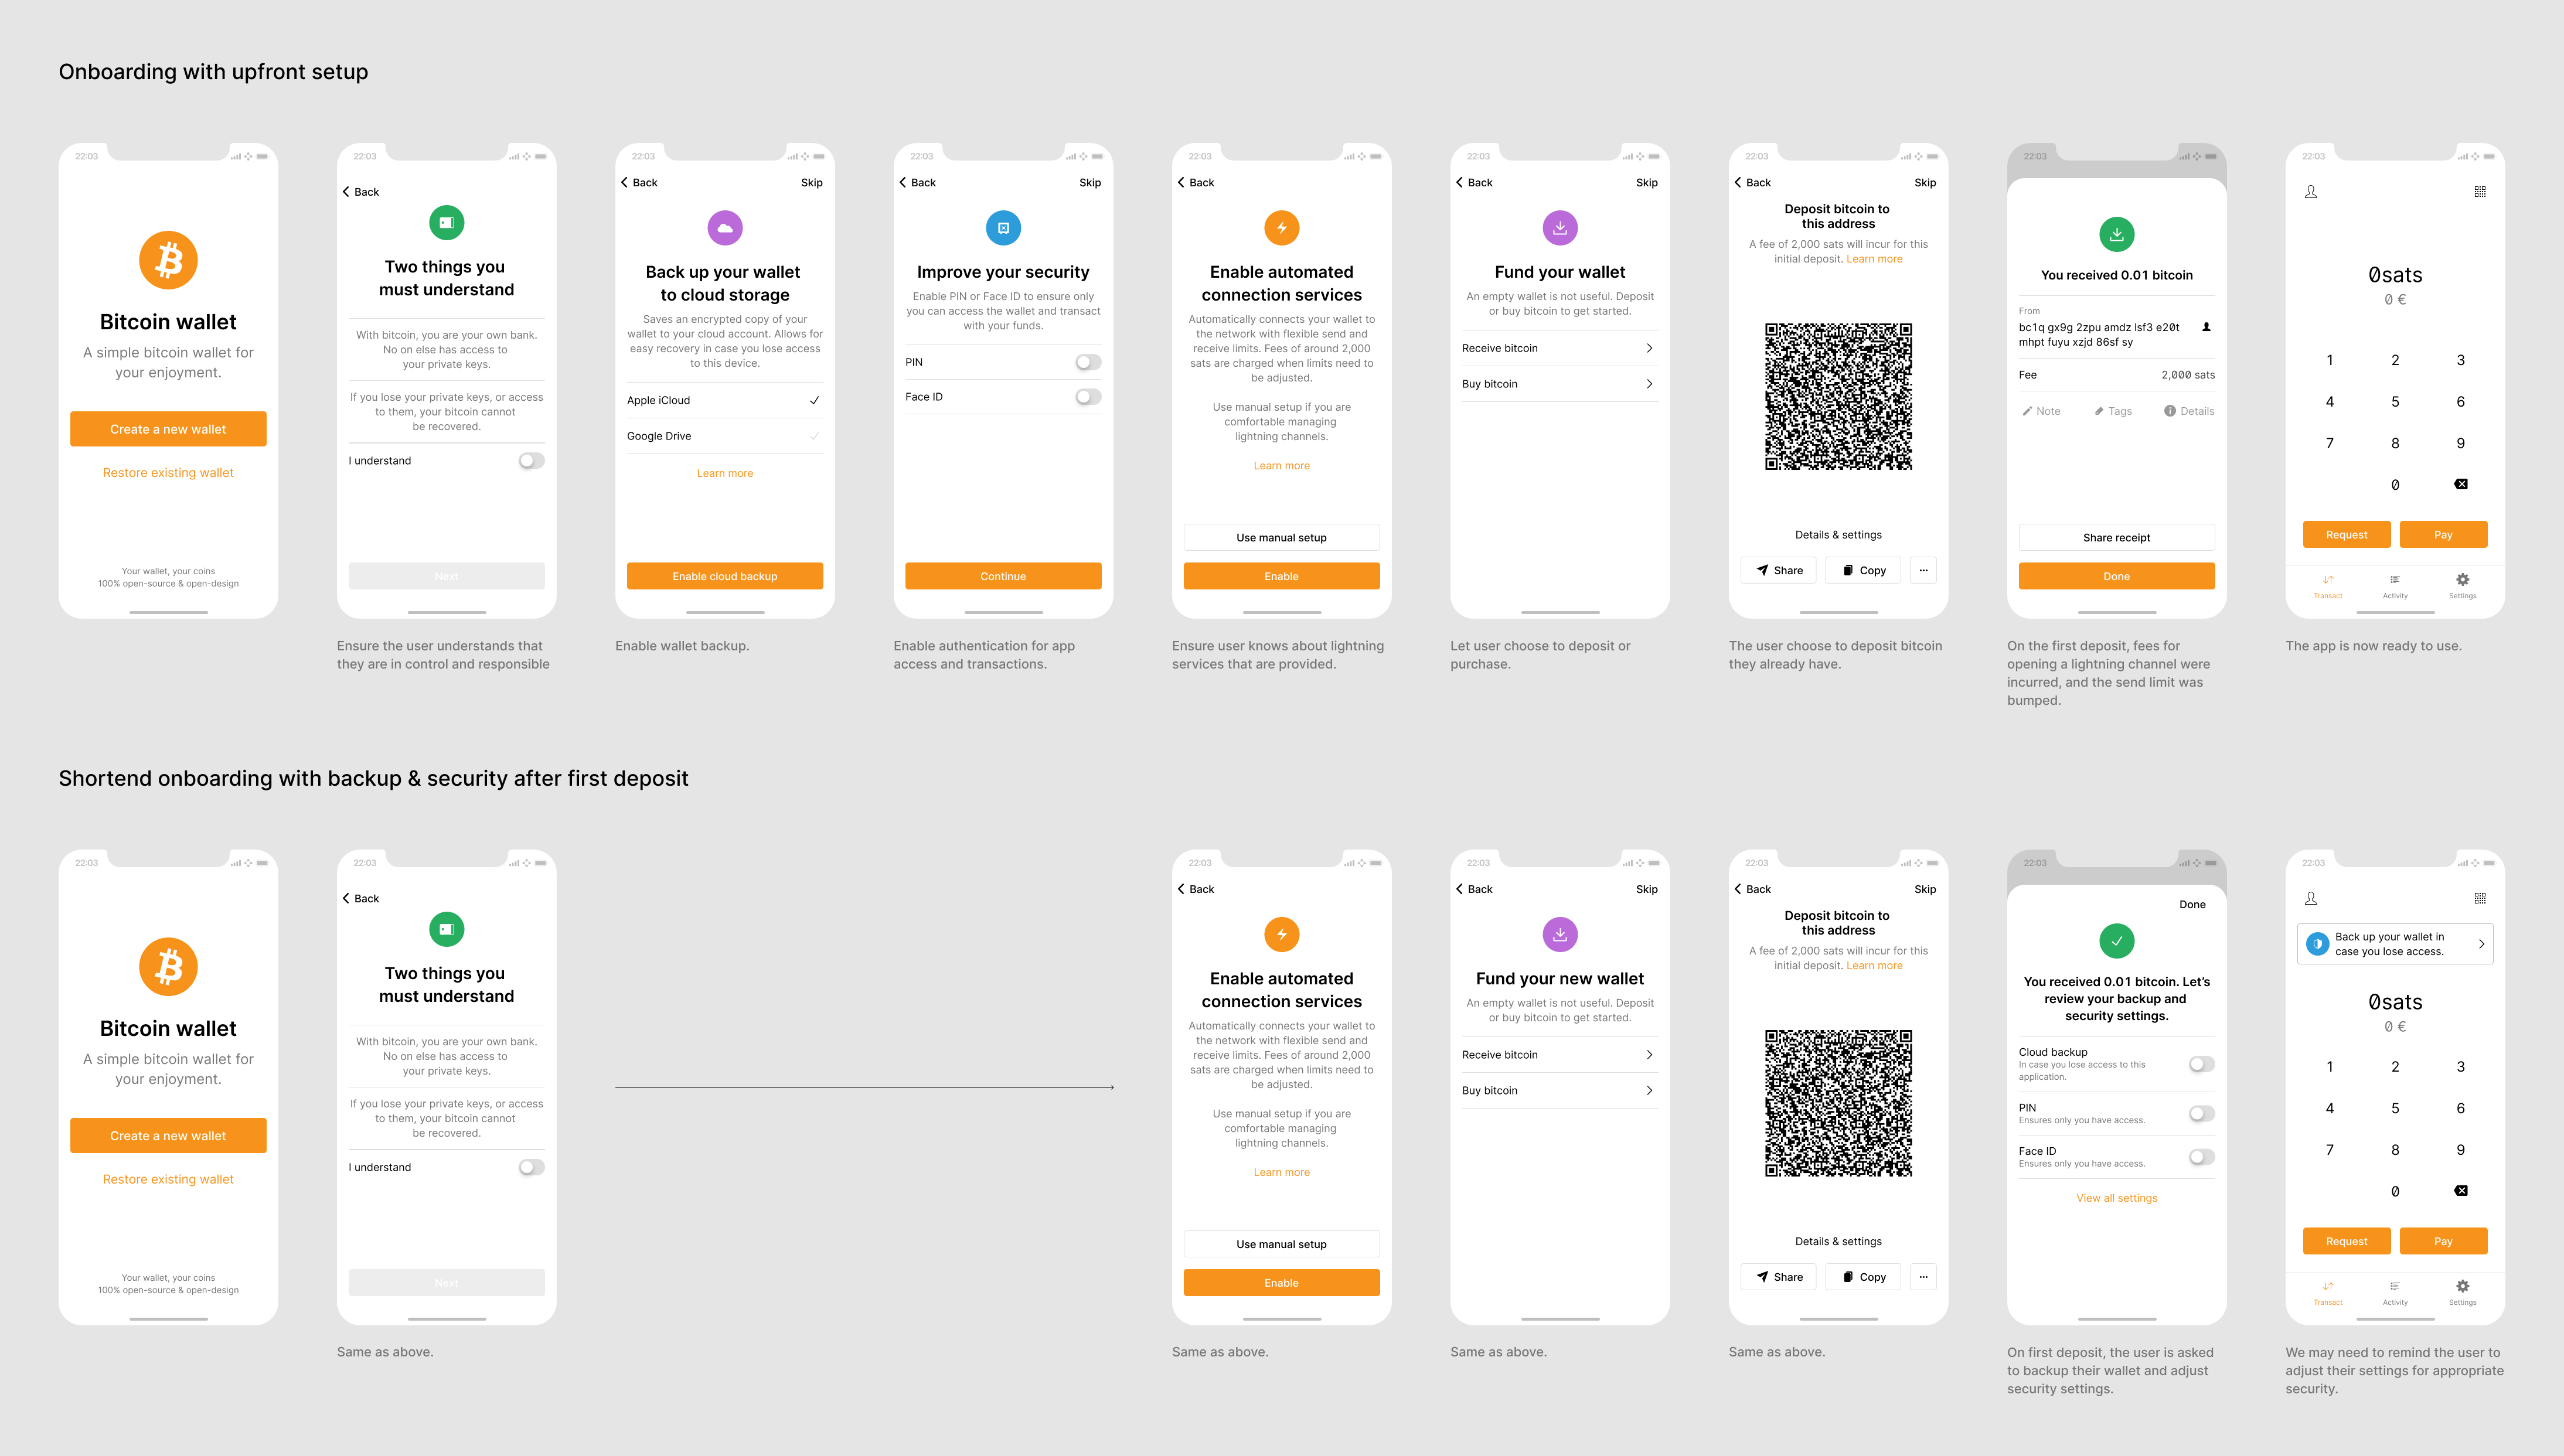 Onboarding with upfront setup
22:03
Bitcoin wallet
A simple bitcoin wallet for
your enjoyment.
Create a new wallet
Restore existing wallet
Your wallet, your coins
100% open-source & open-design
22:03
Back
Two things you
must understand
With bitcoin, you are your own bank.
No on else has access to
your private keys.
If you lose your private keys, or access
to them, your bitcoin cannot
be recovered.
I understand
Next
Ensure the user understands that
they are in control and responsible
22:03
Back
Skip
Back up your wallet
to cloud storage
Saves an encrypted copy of your
wallet to your cloud account. Allows for
easy recovery in case you lose access
to this device.
Apple iCloud
Google Drive
Learn more
Enable cloud backup
Enable wallet backup.
22:03
Back
Skip
Improve your security
Enable PIN or Face ID to ensure only
you can access the wallet and transact
with your funds.
PIN
Face ID
Continue
Enable authentication for app
access and transactions.
22:03
Back
Enable automated
connection services
Automatically connects your wallet to
the network with flexible send and
receive limits. Fees of around 2,000
sats are charged when limits need to
be adjusted.
Use manual setup if you are
comfortable managing
lightning channels.
Learn more
Use manual setup
Enable
Ensure user knows about lightning
services that are provided.
22:03
Back
Skip
Fund your wallet
An empty wallet is not useful. Deposit
or buy bitcoin to get started.
Receive bitcoin
Buy bitcoin
Let user choose to deposit or
purchase.
22:03
Back
Skip
Deposit bitcoin to
this address
A fee of 2,000 sats will incur for this
initial deposit. Learn more
Details & settings
Share
Copy
...
The user choose to deposit bitcoin
they already have.
22:03
You received 0.01 bitcoin
From
bc1q gx9g 2zpu amdz lsf3 e20t
mhpt fuyu xzjd 86sf sy
Fee
2,000 sats
Note
Tags
Details
Share receipt
Done
On the first deposit, fees for
opening a lightning channel were
incurred, and the send limit was
bumped.
22:03
0sats
0 €
1 2 3
4 5 6
7 8 9
0
Request
Pay
Transact
Activity
Settings
The app is now ready to use.
Shortend onboarding with backup & security after first deposit
22:03
Bitcoin wallet
A simple bitcoin wallet for
your enjoyment.
Create a new wallet
Restore existing wallet
Your wallet, your coins
100% open-source & open-design
22:03
Back
Two things you
must understand
With bitcoin, you are your own bank.
No on else has access to
your private keys.
If you lose your private keys, or access
to them, your bitcoin cannot
be recovered.
I understand
Next
Same as above.
22:03
Back
Enable automated
connection services
Automatically connects your wallet to
the network with flexible send and
receive limits. Fees of around 2,000
sats are charged when limits need to
be adjusted.
Use manual setup if you are
comfortable managing
lightning channels.
Learn more
Use manual setup
Enable
Same as above.
22:03
Back
Skip
Fund your new wallet
An empty wallet is not useful. Deposit
or buy bitcoin to get started.
Receive bitcoin
Buy bitcoin
Same as above.
22:03
Back
Skip
Deposit bitcoin to
this address
A fee of 2,000 sats will incur for this
initial deposit. Learn more
Details & settings
Share
Copy
...
Same as above.
22:03
Done
You received 0.01 bitcoin. Let's
review your backup and
security settings.
Cloud backup
In case you lose access to this
application.
PIN
Ensures only you have access.
Face ID
Ensures only you have access.
View all settings
On first deposit, the user is asked
to backup their wallet and adjust
security settings.
22:03
Back up your wallet in
case you lose access.
0sats
0 €
1 2 3
4 5 6
7 8 9
0
Request
Pay
Transact
Activity
Settings
We may need to remind the user to
adjust their settings for appropriate
security.